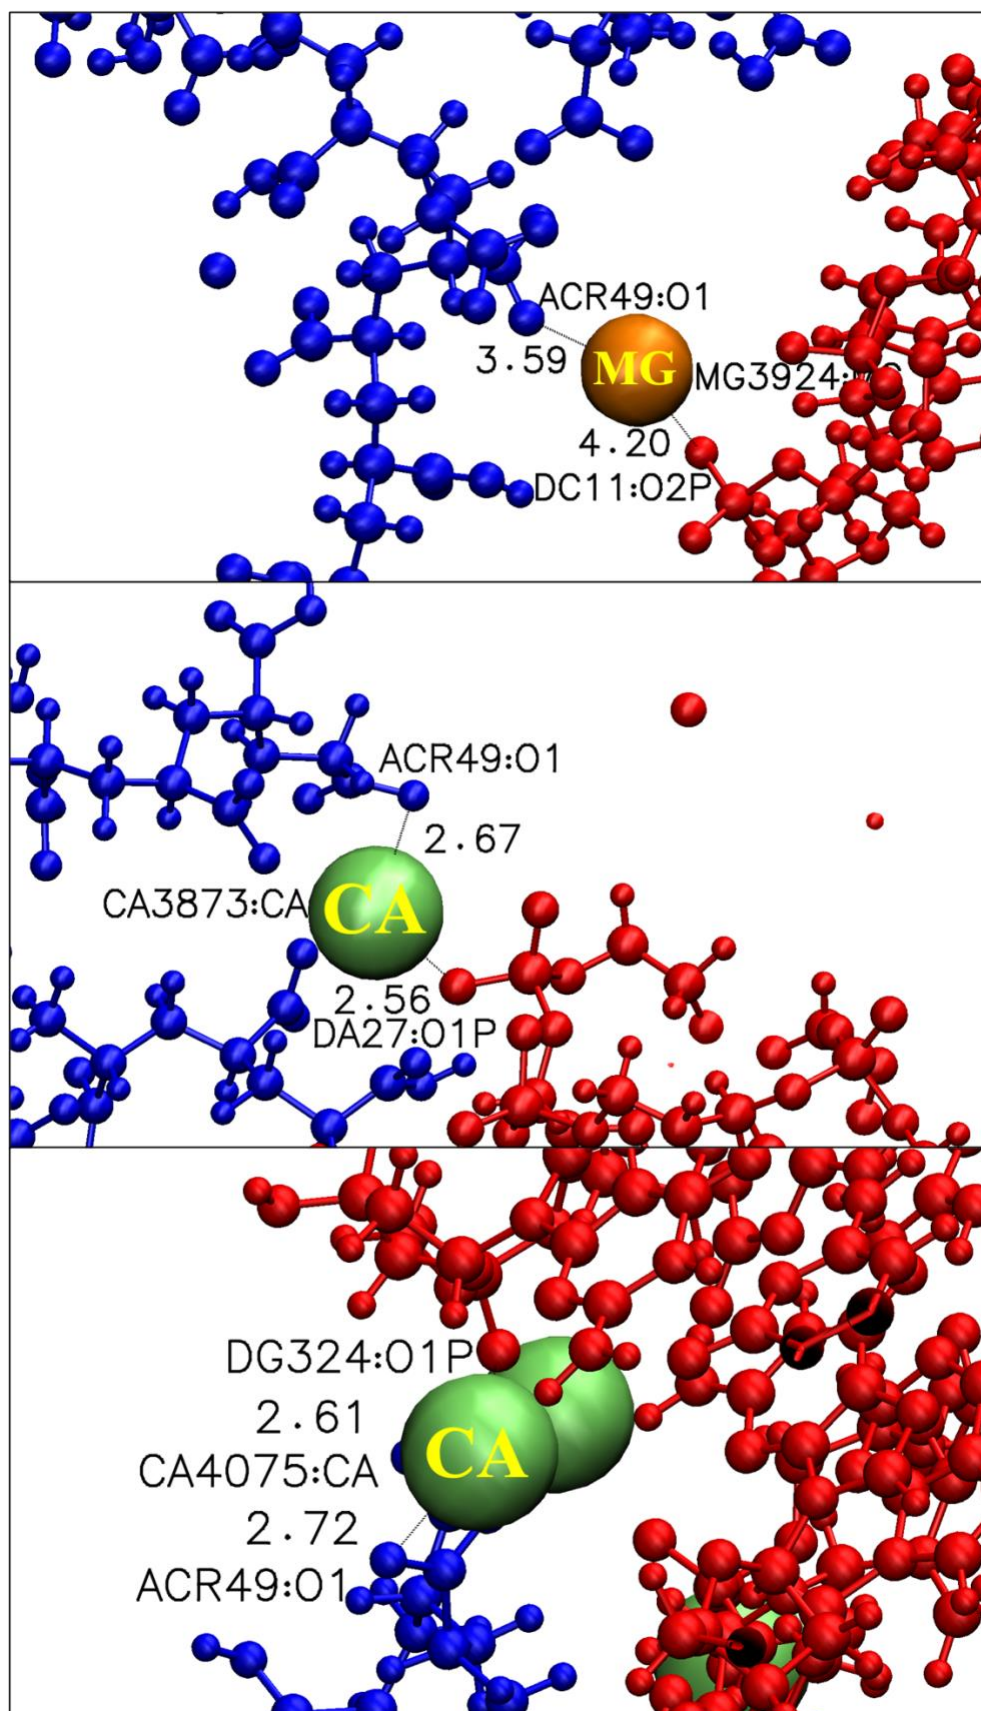 ACR49:O1
3.59
MG
MG3924:MG
4.20
DC11:O2P
ACR49:O1
2.67
CA3873:CA
CA
2.56
DA27:O1P
DG324:O1P
2.61
CA
CA4075:CA
2.72
ACR49:O1